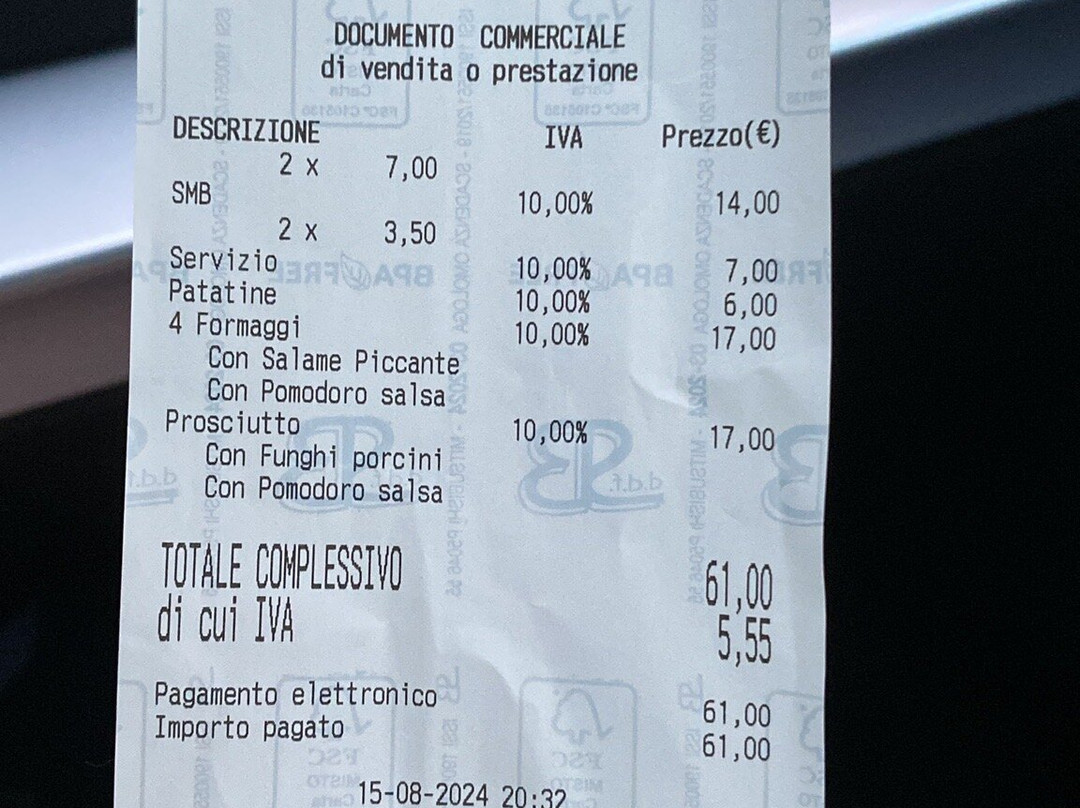 DOCUMENTO COMMERCIALE
di vendita o prestazione
DESCRIZIONE IVA Prezzo(€)
2 x 7,00
SMB 10,00% 14,00
2 x 3,50
Servizio 10,00% 7,00
Patatine 10,00% 6,00
4 Formaggi 10,00% 17,00
Con Salame Piccante
Con Pomodoro salsa
Prosciutto 10,00% 17,00
Con Funghi porcini
Con Pomodoro salsa
TOTALE COMPLESSIVO 61,00
di cui IVA 5,55
Pagamento elettronico 61,00
Importo pagato 61,00
15-08-2024 20:32